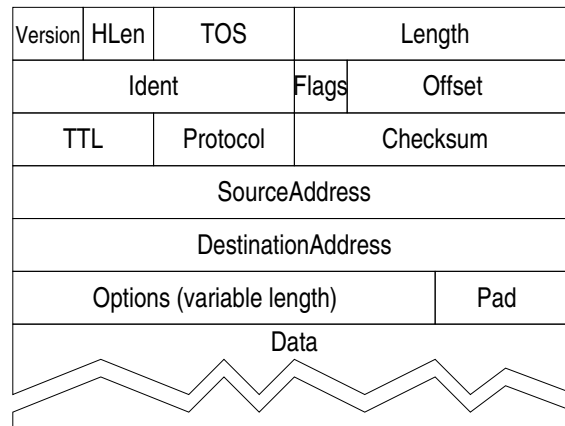 Version HLen TOS Length
Ident Flags Offset
TTL Protocol Checksum
SourceAddress
DestinationAddress
Options (variable length) Pad
Data